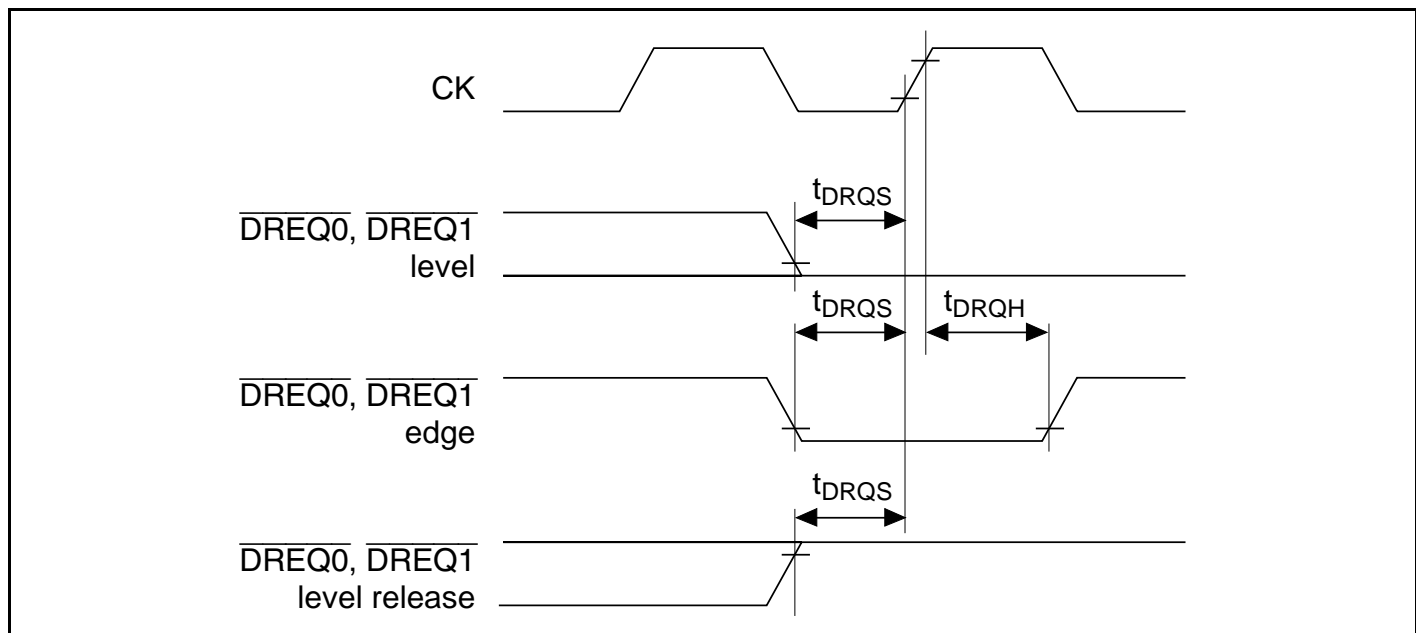 CK
tDRQS
DREQ0, DREQ1
level
tDRQS
tDRQH
DREQ0, DREQ1
edge
tDRQS
DREQ0, DREQ1
level release